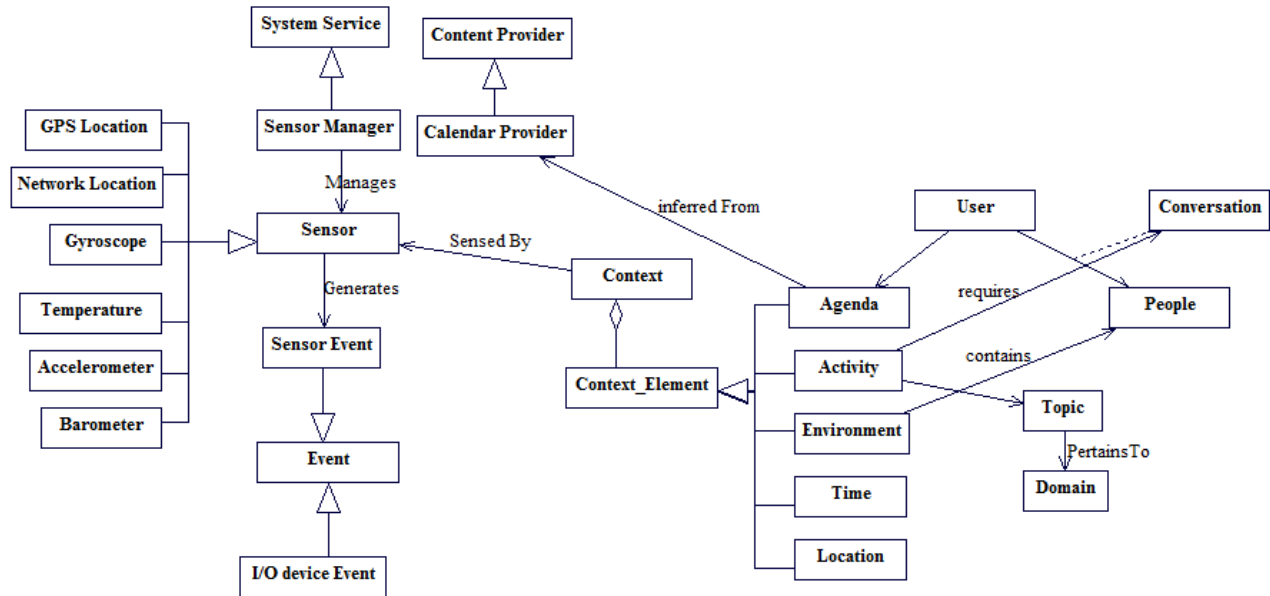 System Service
Content Provider
GPS Location
Sensor Manager
Calendar Provider
Network Location
Manages
inferred From
User
Conversation
Gyroscope
Sensor
Sensed By
Context
Generates
requires
Agenda
People
Temperature
Sensor Event
contains
Accelerometer
Context_Element
Activity
Topic
Barometer
Environment
PertainsTo
Event
Time
Domain
Location
I/O device Event